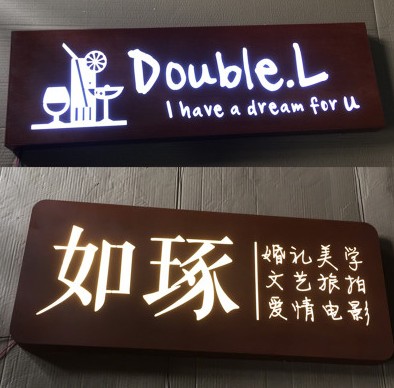 Double.L
I have a dream for u
如琢
婚礼美学
文艺旅拍
爱情电影